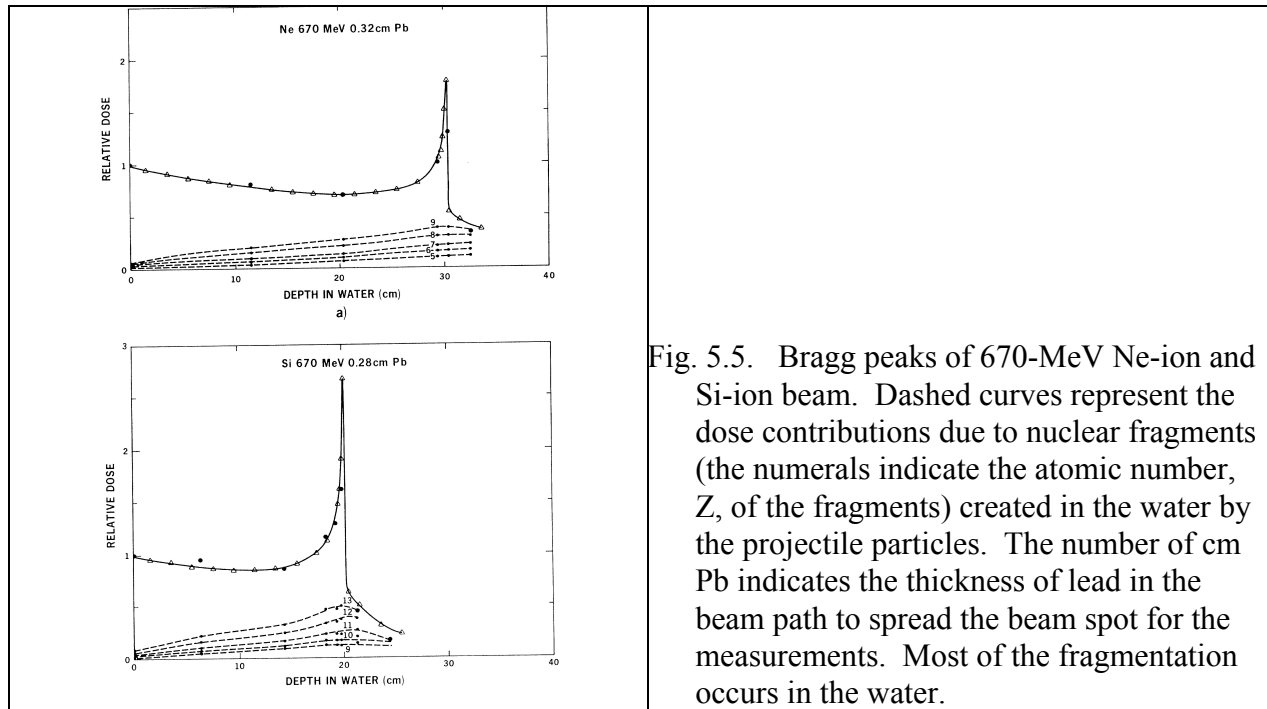 Ne 670 MeV 0.32cm Pb
2
1
0
RELATIVE DOSE
9
8
7
6
5
0
10
20
30
40
DEPTH IN WATER (cm)
a)
Si 670 MeV 0.28cm Pb
3
2
1
0
RELATIVE DOSE
13
12
11
10
9
0
10
20
30
40
DEPTH IN WATER (cm)
Fig. 5.5. Bragg peaks of 670-MeV Ne-ion and
Si-ion beam. Dashed curves represent the
dose contributions due to nuclear fragments
(the numerals indicate the atomic number,
Z, of the fragments) created in the water by
the projectile particles. The number of cm
Pb indicates the thickness of lead in the
beam path to spread the beam spot for the
measurements. Most of the fragmentation
occurs in the water.